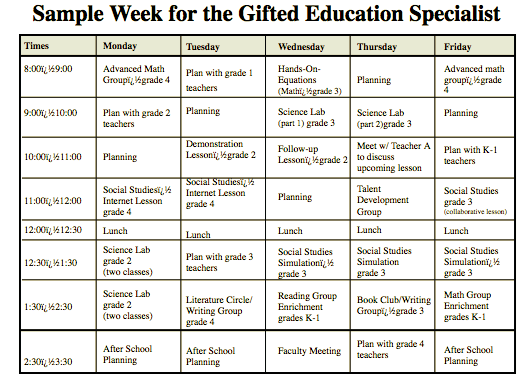 Sample Week for the Gifted Education Specialist
Times
Monday
Tuesday
Wednesday
Thursday
Friday
8:00ï¿½9:00
Advanced Math
Groupï¿½grade 4
Plan with grade 1
teachers
Hands-On-
Equations
(Mathï¿½grade 3)
Planning
Advanced math
groupï¿½grade
4
9:00ï¿½10:00
Plan with grade 2
teachers
Planning
Science Lab
(part 1) grade 3
Science Lab
(part 2)grade 3
Planning
10:00ï¿½11:00
Planning
Demonstration
Lessonï¿½grade 2
Follow-up
Lessonï¿½grade 2
Meet w/ Teacher A
to discuss
upcoming lesson
Plan with K-1
teachers
11:00ï¿½12:00
Social Studiesï¿½
Internet Lesson
grade 4
Social Studiesï¿½
Internet Lesson
grade 4
Planning
Talent
Development
Group
Social Studies
grade 3
(collaborative lesson)
12:00ï¿½12:30
Lunch
Lunch
Lunch
Lunch
Lunch
12:30ï¿½1:30
Science Lab
grade 2
(two classes)
Plan with grade 3
teachers
Social Studies
Simulationï¿½
grade 3
Social Studies
Simulation
grade 3
Social Studies
Simulationï¿½
grade 3
1:30ï¿½2:30
Science Lab
grade 2
(two classes)
Literature Circle/
Writing Group
grade 4
Reading Group
Enrichment
grades K-1
Book Club/Writing
Groupï¿½grade 3
Math Group
Enrichment
grades K-1
2:30ï¿½3:30
After School
Planning
After School
Planning
Faculty Meeting
Plan with grade 4
teachers
After School
Planning